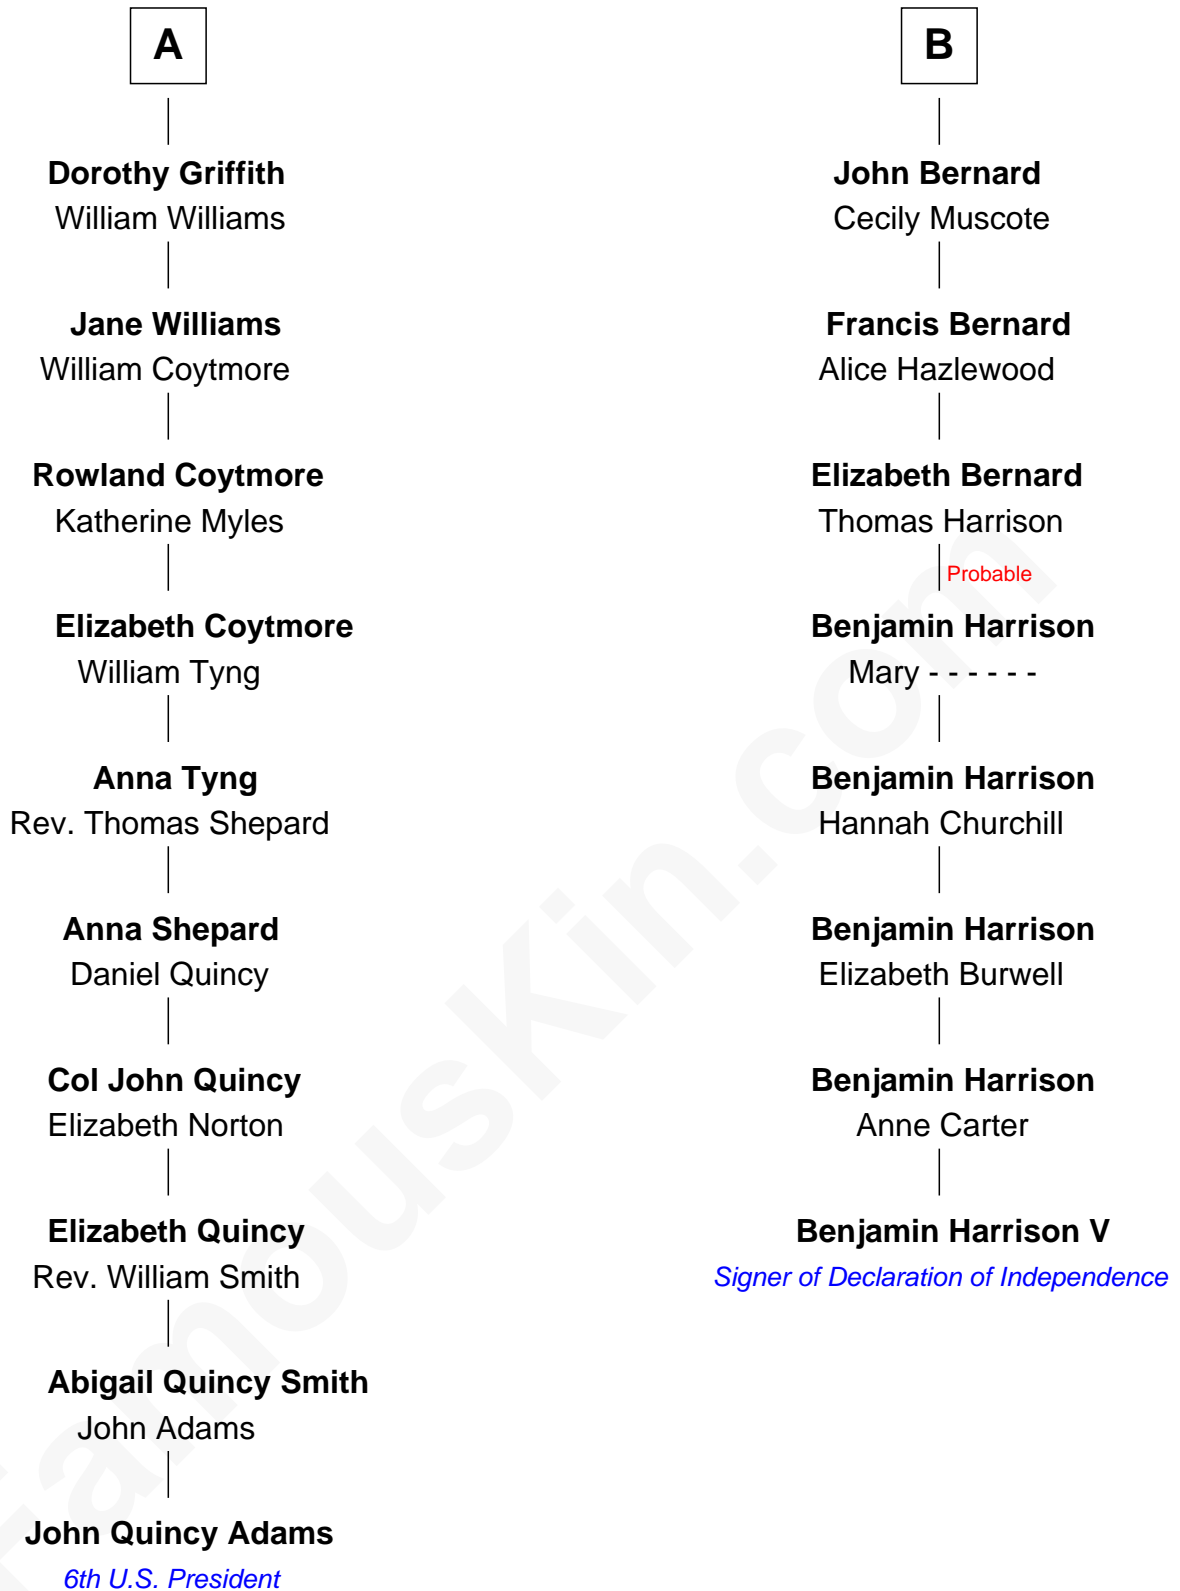 A
Dorothy Griffith
William Williams
Jane Williams
William Coytmore
Rowland Coytmore
Katherine Myles
Elizabeth Coytmore
William Tyng
Anna Tyng
Rev. Thomas Shepard
Anna Shepard
Daniel Quincy
Col John Quincy
Elizabeth Norton
Elizabeth Quincy
Rev. William Smith
Abigail Quincy Smith
John Adams
John Quincy Adams
6th U.S. President
B
John Bernard
Cecily Muscote
Francis Bernard
Alice Hazlewood
Elizabeth Bernard
Thomas Harrison
Probable
Benjamin Harrison
Mary - - - - - -
Benjamin Harrison
Hannah Churchill
Benjamin Harrison
Elizabeth Burwell
Benjamin Harrison
Anne Carter
Benjamin Harrison V
Signer of Declaration of Independence
FamousKin.com